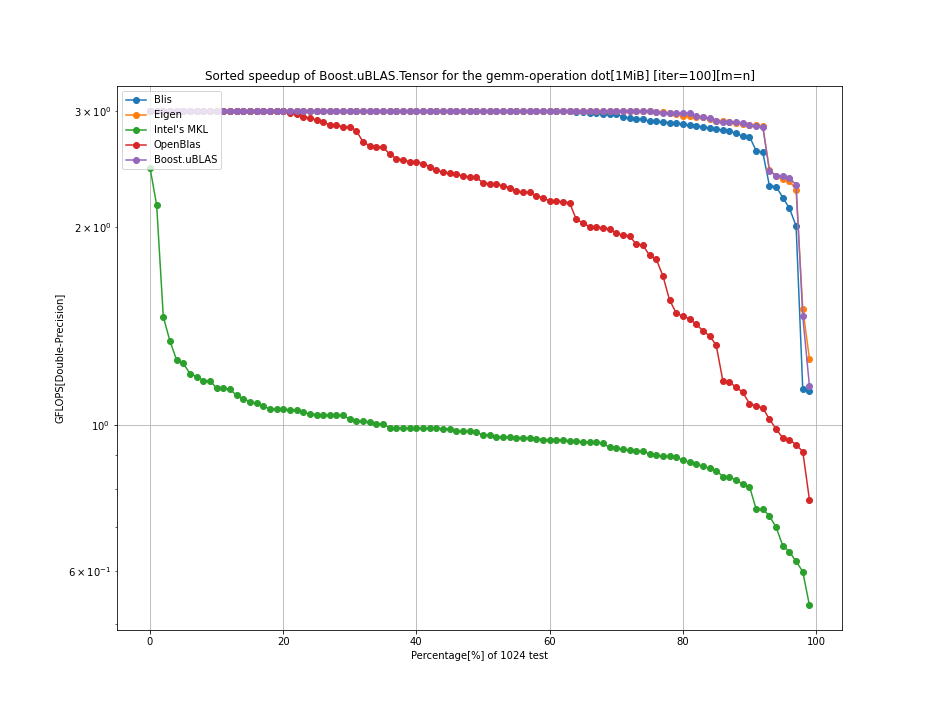 Sorted speedup of Boost.uBLAS.Tensor for the gemm-operation dot[1MiB] [iter=100][m=n]
Blis
Eigen
Intel's MKL
OpenBlas
Boost.uBLAS
3 × 10⁰
2 × 10⁰
10⁰
6 × 10⁻¹
GFLOPS[Double-Precision]
0 20 40 60 80 100
Percentage[%] of 1024 test